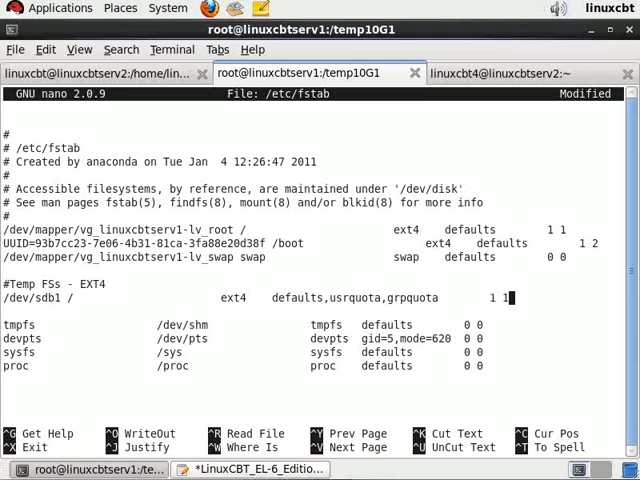 Applications Places System linuxcbt
root@linuxcbtserv1:/temp10G1
File Edit View Search Terminal Tabs Help
linuxcbt@linuxcbtserv2:/home/lin... root@linuxcbtserv1:/temp10G1 linuxcbt4@linuxcbtserv2:~
GNU nano 2.0.9 File: /etc/fstab Modified
#
# /etc/fstab
# Created by anaconda on Tue Jan 4 12:26:47 2011
#
# Accessible filesystems, by reference, are maintained under '/dev/disk'
# See man pages fstab(5), findfs(8), mount(8) and/or blkid(8) for more info
#
/dev/mapper/vg_linuxcbtserv1-lv_root / ext4 defaults 1 1
UUID=93b7cc23-7e06-4b31-81ca-3fa88e20d38f /boot ext4 defaults 1 2
/dev/mapper/vg_linuxcbtserv1-lv_swap swap swap defaults 0 0
#Temp FSs - EXT4
/dev/sdb1 / ext4 defaults,usrquota,grpquota 1 1
tmpfs /dev/shm tmpfs defaults 0 0
devpts /dev/pts devpts gid=5,mode=620 0 0
sysfs /sys sysfs defaults 0 0
proc /proc proc defaults 0 0
^G Get Help ^O WriteOut ^R Read File ^Y Prev Page ^K Cut Text ^C Cur Pos
^X Exit ^J Justify ^W Where Is ^V Next Page ^U UnCut Text ^T To Spell
root@linuxcbtserv1:/te... *LinuxCBT_EL-6_Editio...